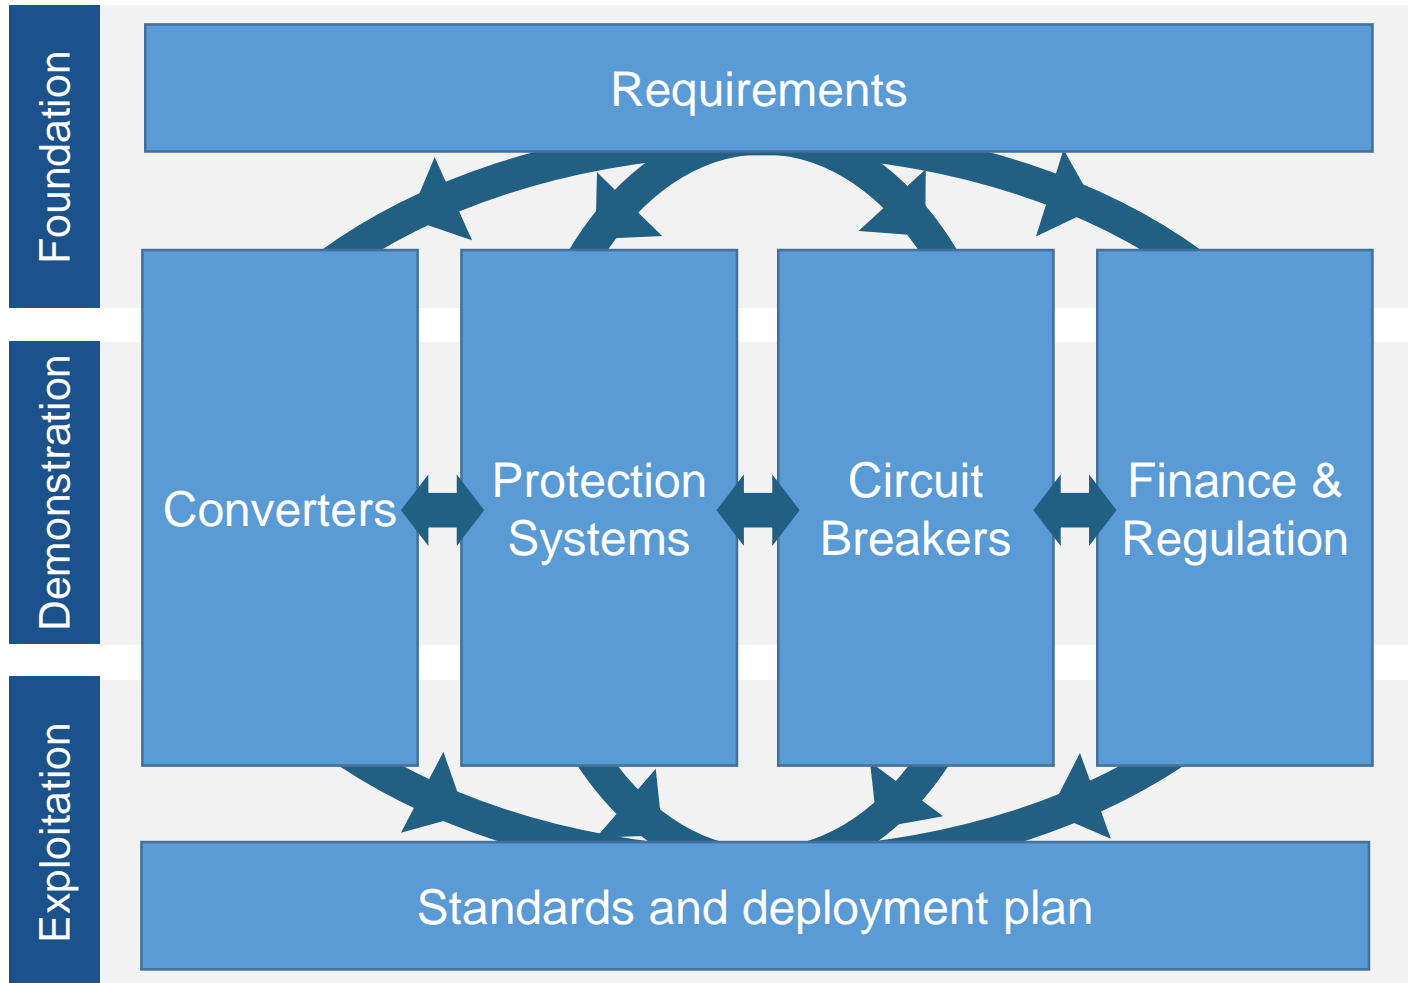 Foundation
Requirements
Demonstration
Converters
Protection
Systems
Circuit
Breakers
Finance &
Regulation
Exploitation
Standards and deployment plan